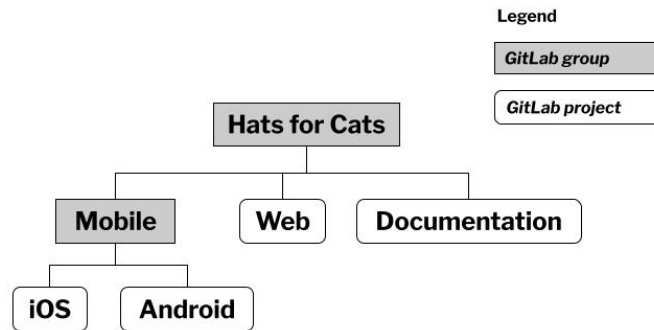 Legend
GitLab group
GitLab project
Hats for Cats
Mobile
Web
Documentation
iOS
Android